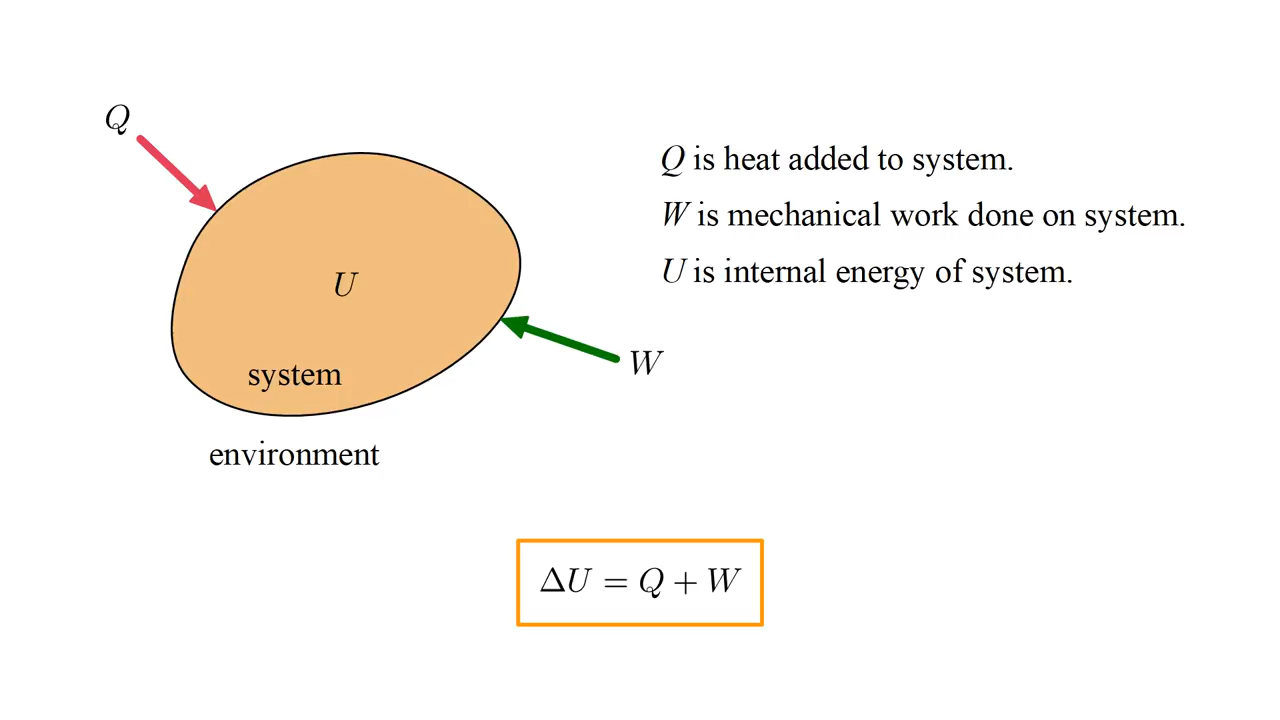 Q
Q is heat added to system.
W is mechanical work done on system.
U is internal energy of system.
U
W
system
environment
ΔU = Q + W